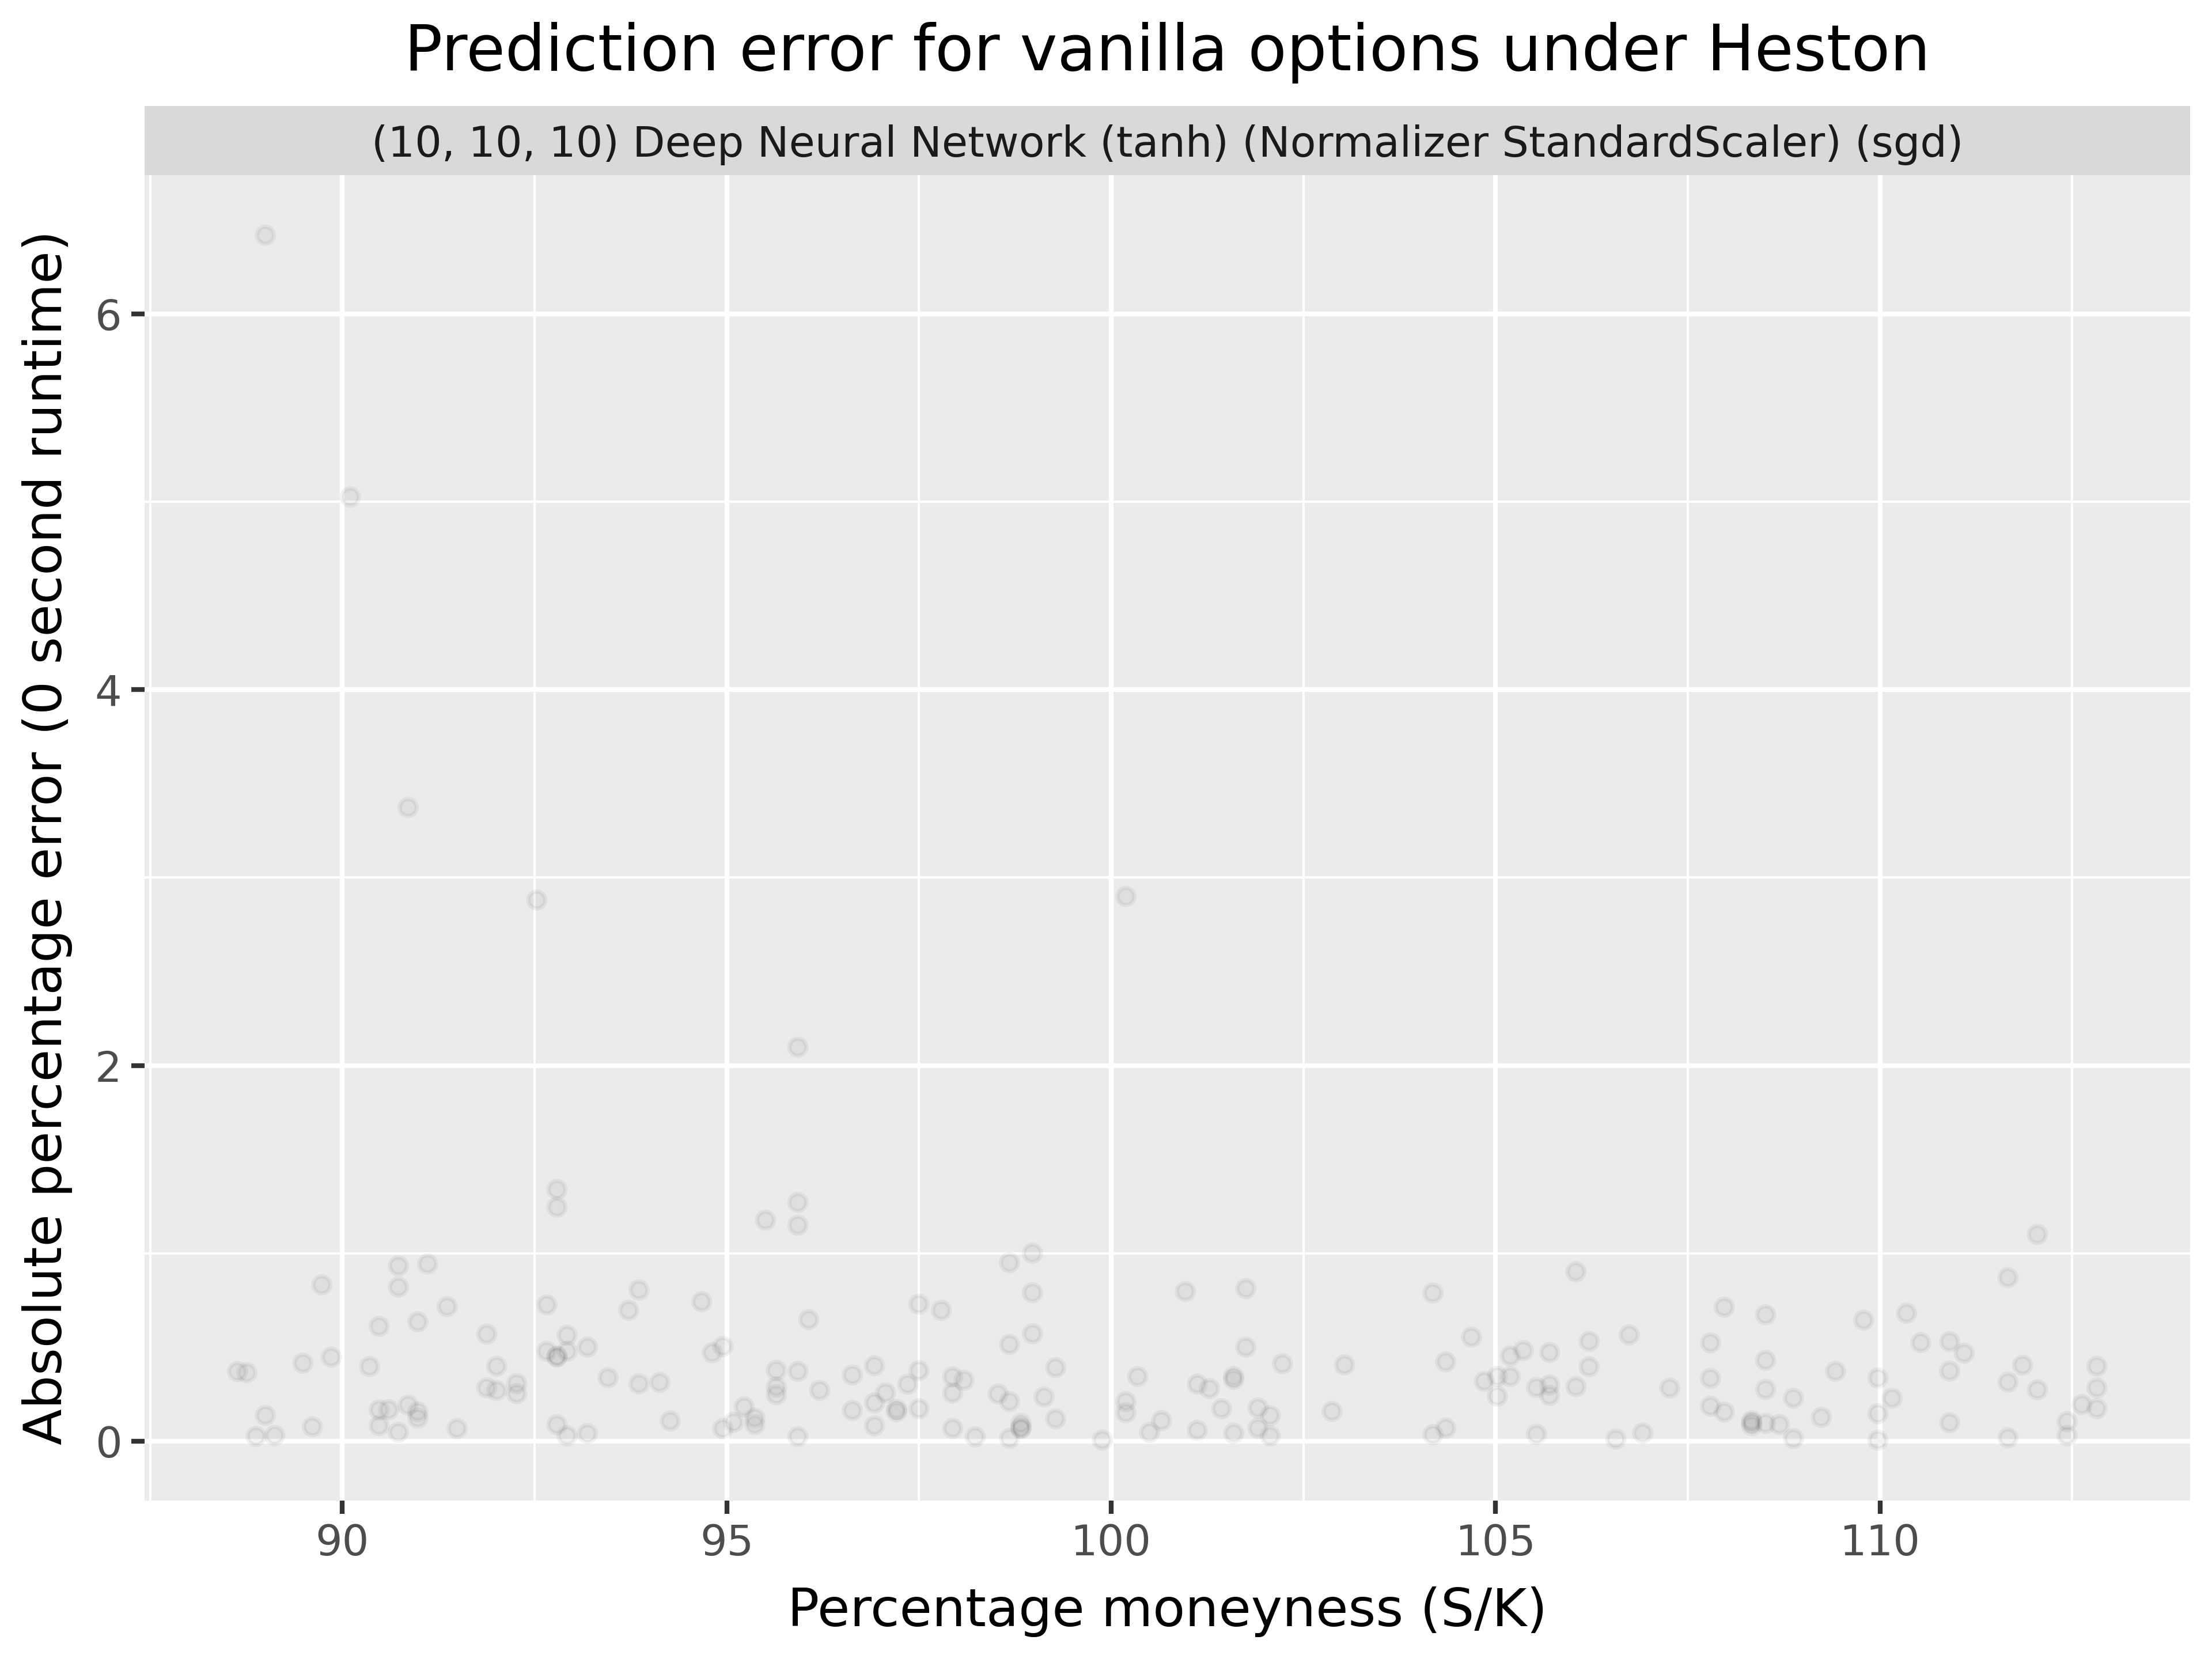 Prediction error for vanilla options under Heston
(10, 10, 10) Deep Neural Network (tanh) (Normalizer StandardScaler) (sgd)
Absolute percentage error (0 second runtime)
6
4
2
0
90
95
100
105
110
Percentage moneyness (S/K)